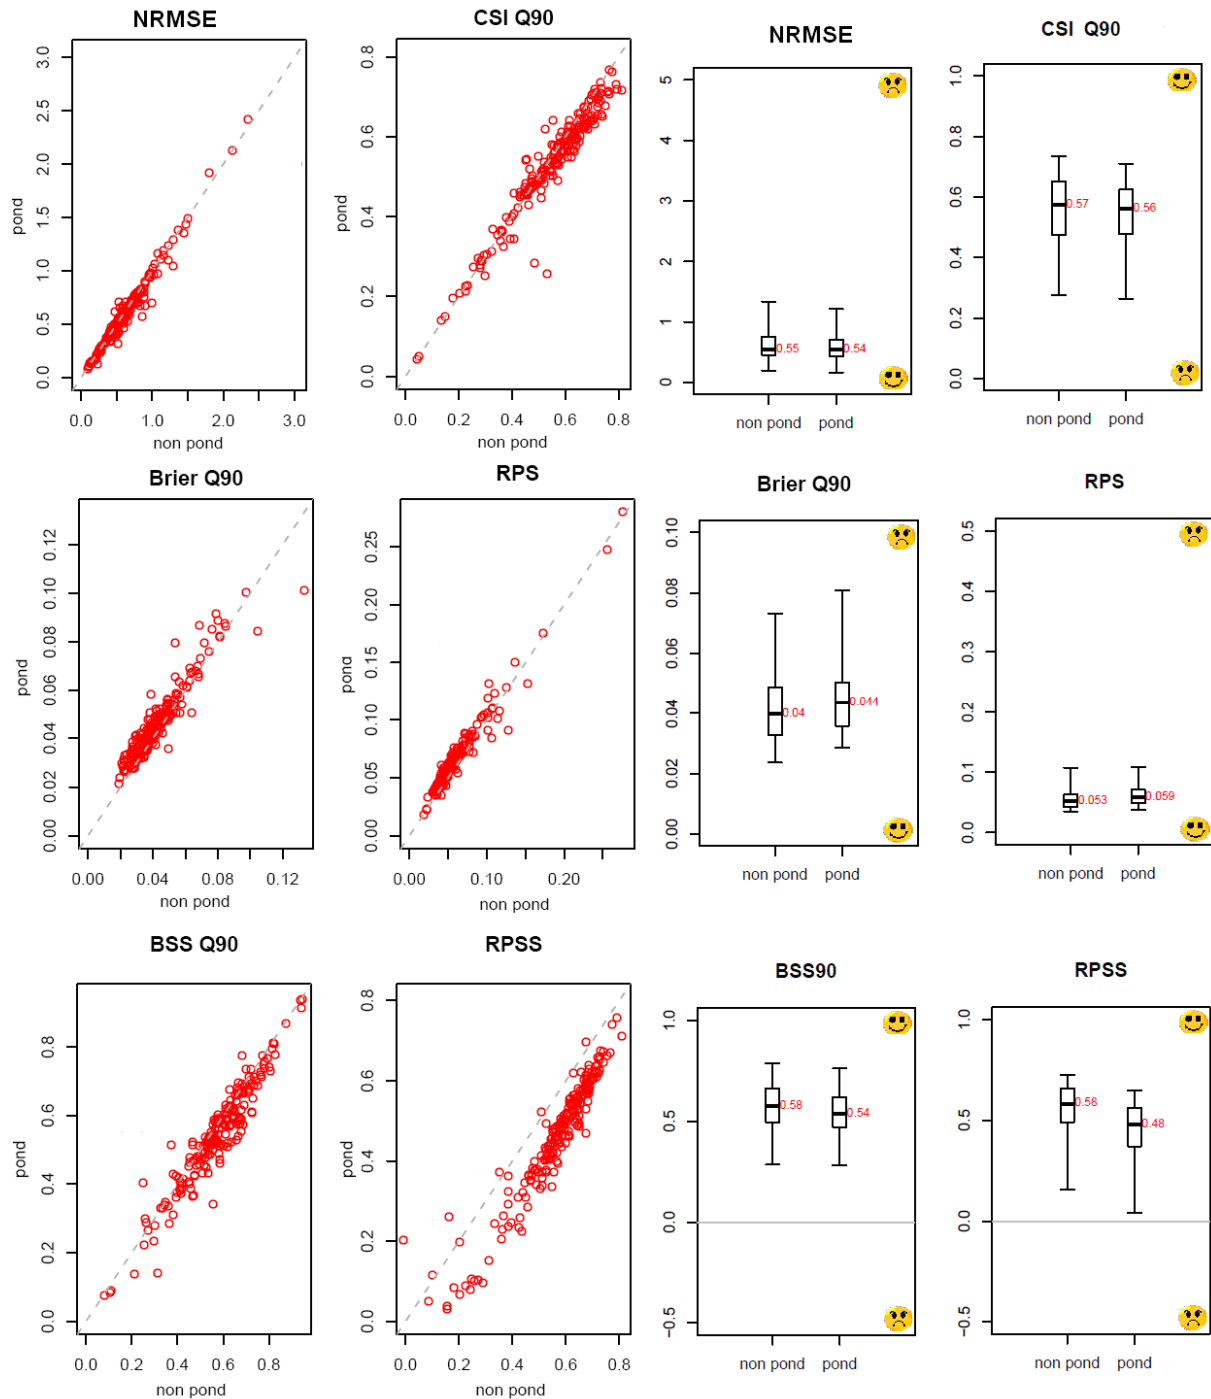 NRMSE
3.0
2.5
2.0
1.5
1.0
0.5
0.0
pond
0.0 1.0 2.0 3.0
non pond
CSI Q90
0.8
0.6
0.4
0.2
0.0
pond
0.0 0.2 0.4 0.6 0.8
non pond
NRMSE
5
4
3
2
1
0
0.55 0.54
non pond pond
CSI Q90
1.0
0.8
0.6
0.4
0.2
0.0
0.57 0.56
non pond pond
Brier Q90
0.12
0.10
0.08
0.06
0.04
0.02
0.00
pond
0.00 0.04 0.08 0.12
non pond
RPS
0.25
0.20
0.15
0.10
0.05
0.00
pond
0.00 0.10 0.20
non pond
Brier Q90
0.10
0.08
0.06
0.04
0.02
0.00
0.04 0.044
non pond pond
RPS
0.5
0.4
0.3
0.2
0.1
0.0
0.053 0.059
non pond pond
BSS Q90
0.8
0.6
0.4
0.2
0.0
pond
0.0 0.2 0.4 0.6 0.8
non pond
RPSS
0.8
0.6
0.4
0.2
0.0
pond
0.0 0.2 0.4 0.6 0.8
non pond
BSS90
1.0
0.5
0.0
−0.5
0.58 0.54
non pond pond
RPSS
1.0
0.5
0.0
−0.5
0.58 0.48
non pond pond